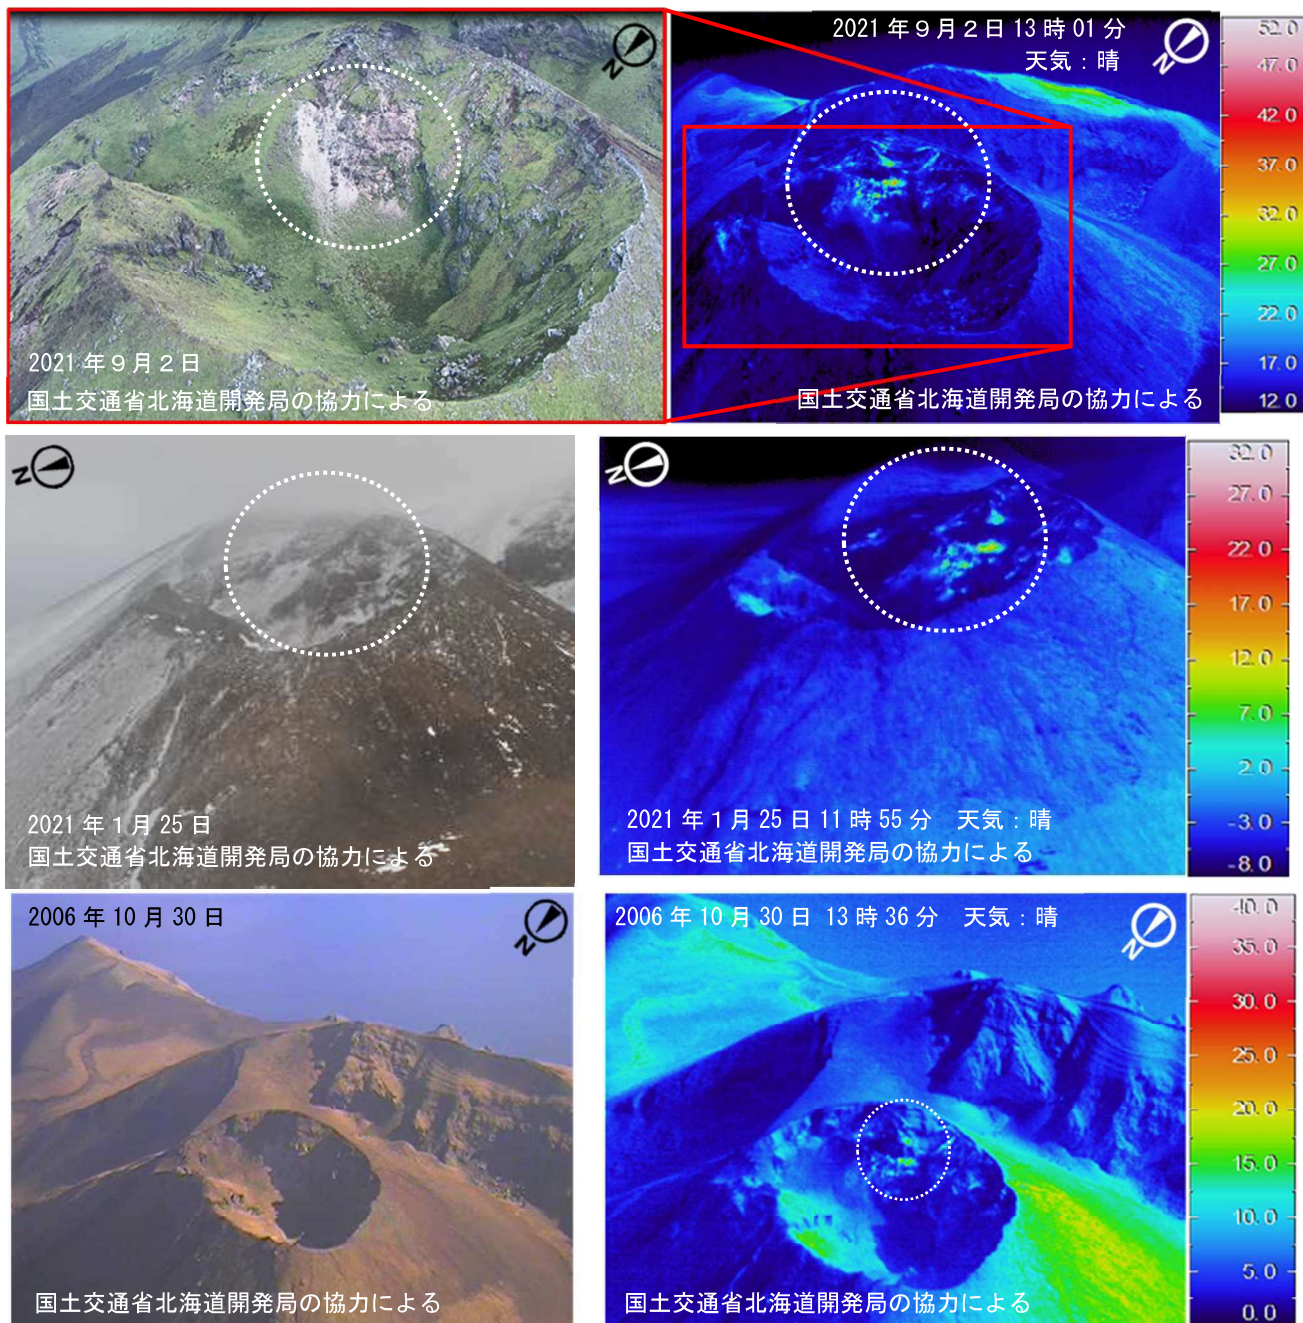 N
2021年9月2日
国土交通省北海道開発局の協力による
2021年9月2日13時01分
天気：晴
N
国土交通省北海道開発局の協力による
52.0
47.0
42.0
37.0
32.0
27.0
22.0
17.0
12.0
N
2021年1月25日
国土交通省北海道開発局の協力による
N
2021年1月25日11時55分　天気：晴
国土交通省北海道開発局の協力による
32.0
27.0
22.0
17.0
12.0
7.0
2.0
-3.0
-8.0
2006年10月30日
N
国土交通省北海道開発局の協力による
2006年10月30日 13時36分　天気：晴
N
国土交通省北海道開発局の協力による
40.0
35.0
30.0
25.0
20.0
15.0
10.0
5.0
0.0